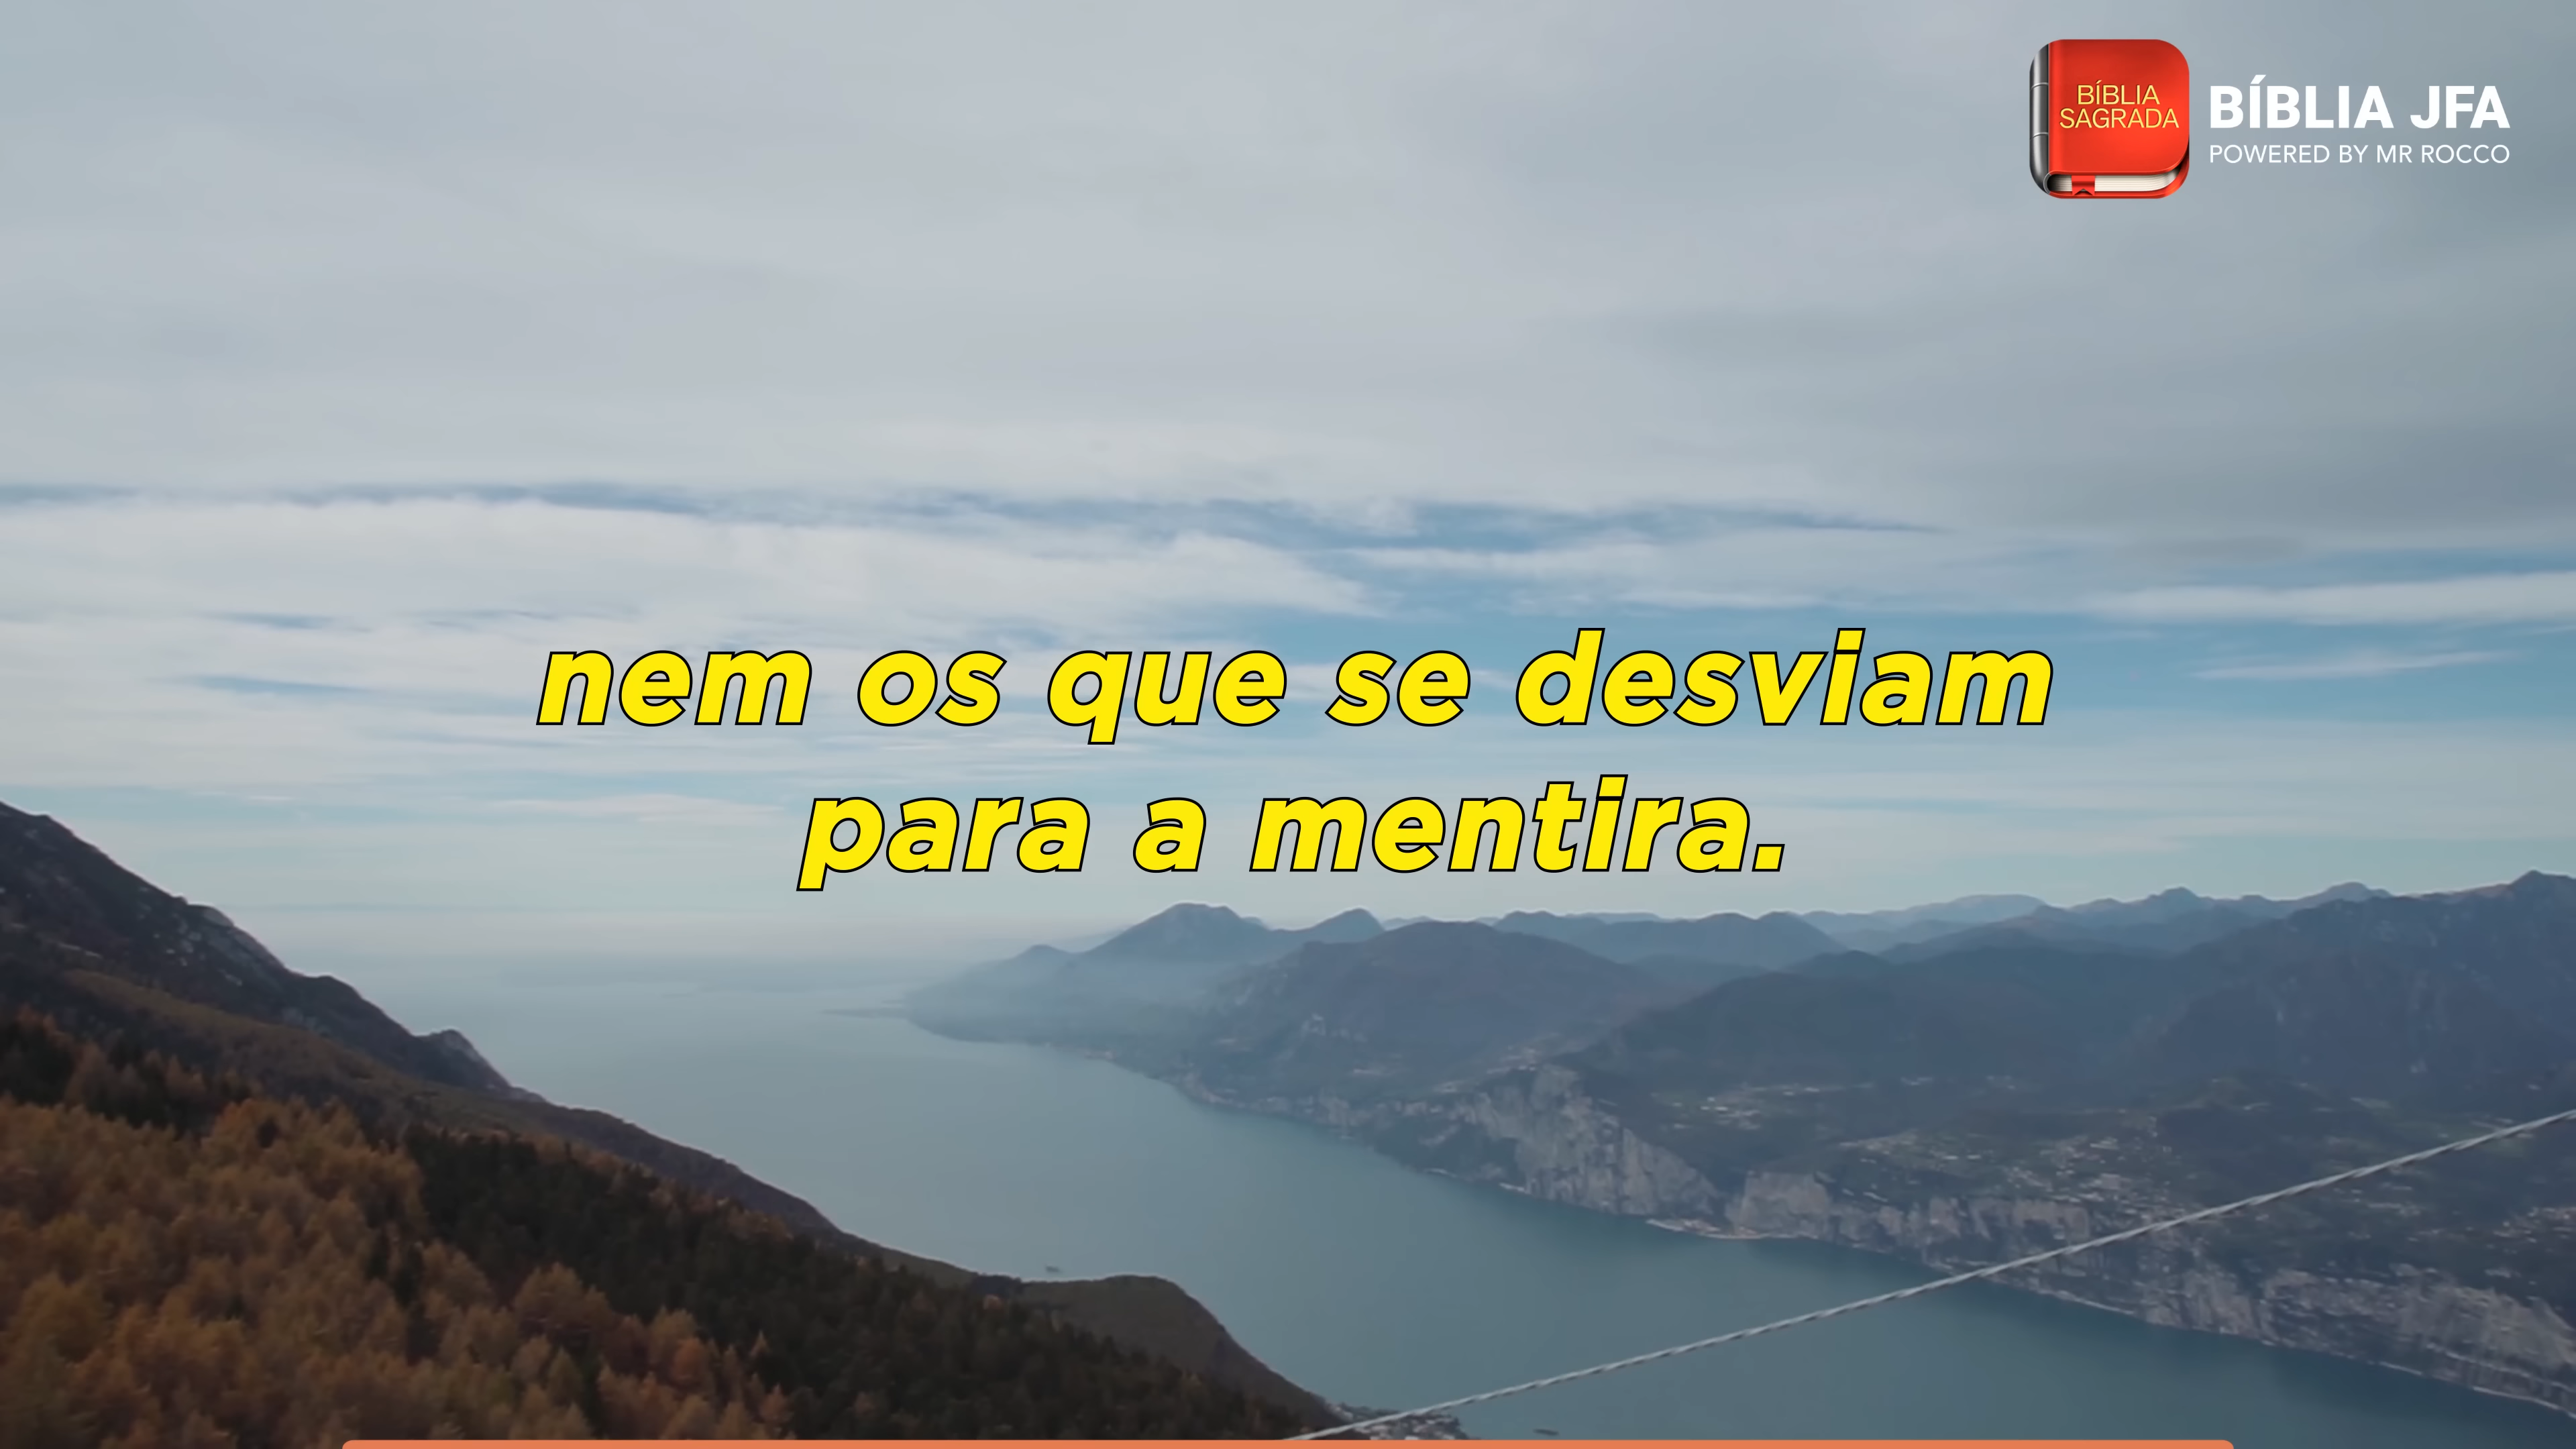 BÍBLIA
SAGRADA
BÍBLIA JFA
POWERED BY MR ROCCO
nem os que se desviam
para a mentira.